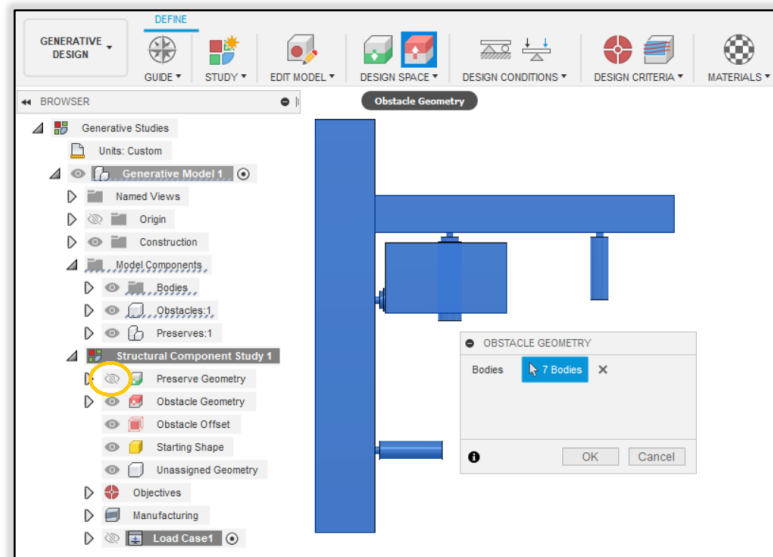 DEFINE
GENERATIVE DESIGN
GUIDE
STUDY
EDIT MODEL
DESIGN SPACE
DESIGN CONDITIONS
DESIGN CRITERIA
MATERIALS
BROWSER
Obstacle Geometry
Generative Studies
Units: Custom
Generative Model 1
Named Views
Origin
Construction
Model Components
Bodies
Obstacles:1
Preserves:1
Structural Component Study 1
Preserve Geometry
Obstacle Geometry
Obstacle Offset
Starting Shape
Unassigned Geometry
Objectives
Manufacturing
Load Case1
OBSTACLE GEOMETRY
Bodies 7 Bodies
OK Cancel